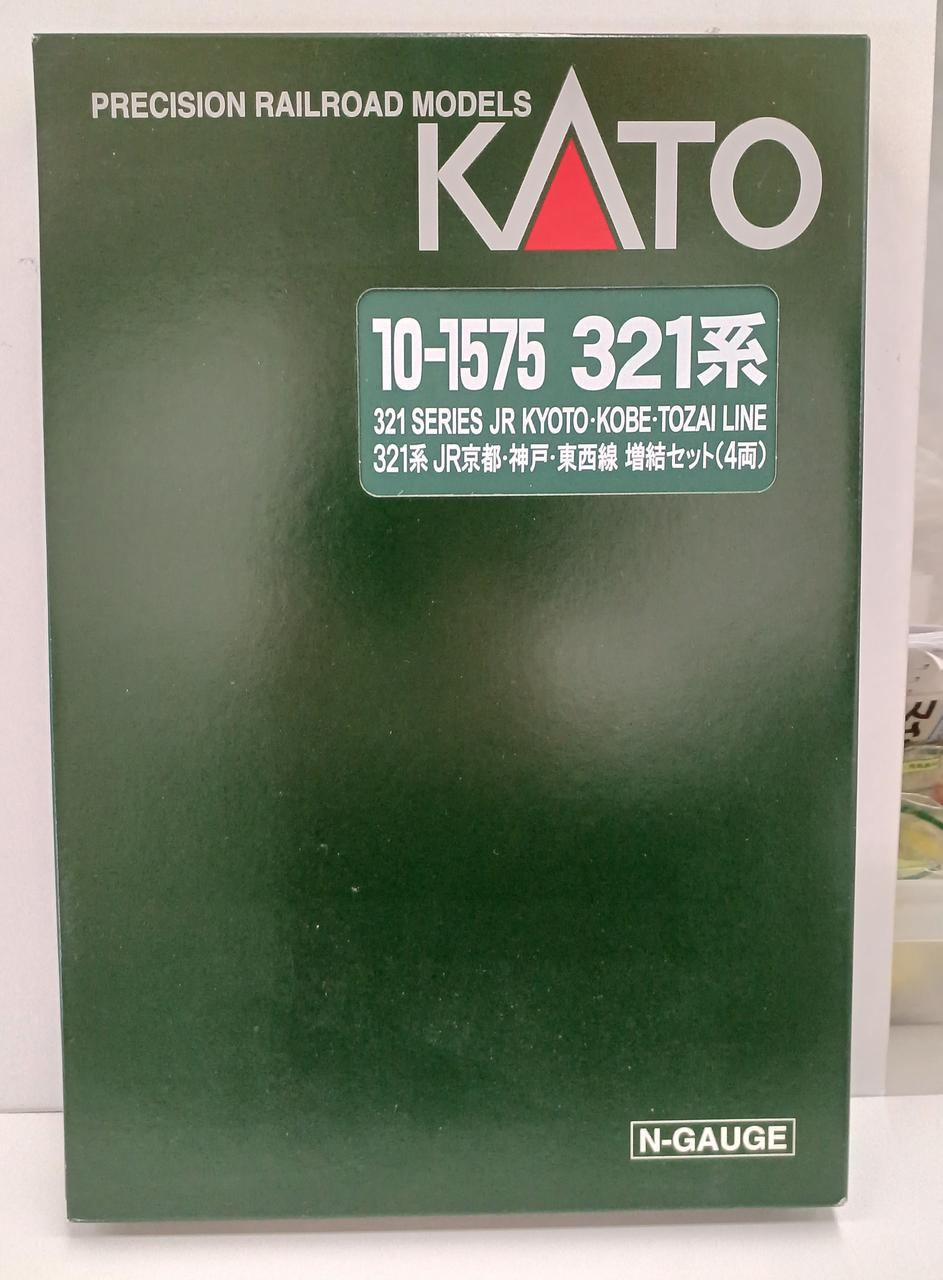 PRECISION RAILROAD MODELS
KATO
10-1575 321系
321 SERIES JR KYOTO·KOBE·TOZAI LINE
321系 JR京都·神戸·東西線 増結セット(4両)
N-GAUGE